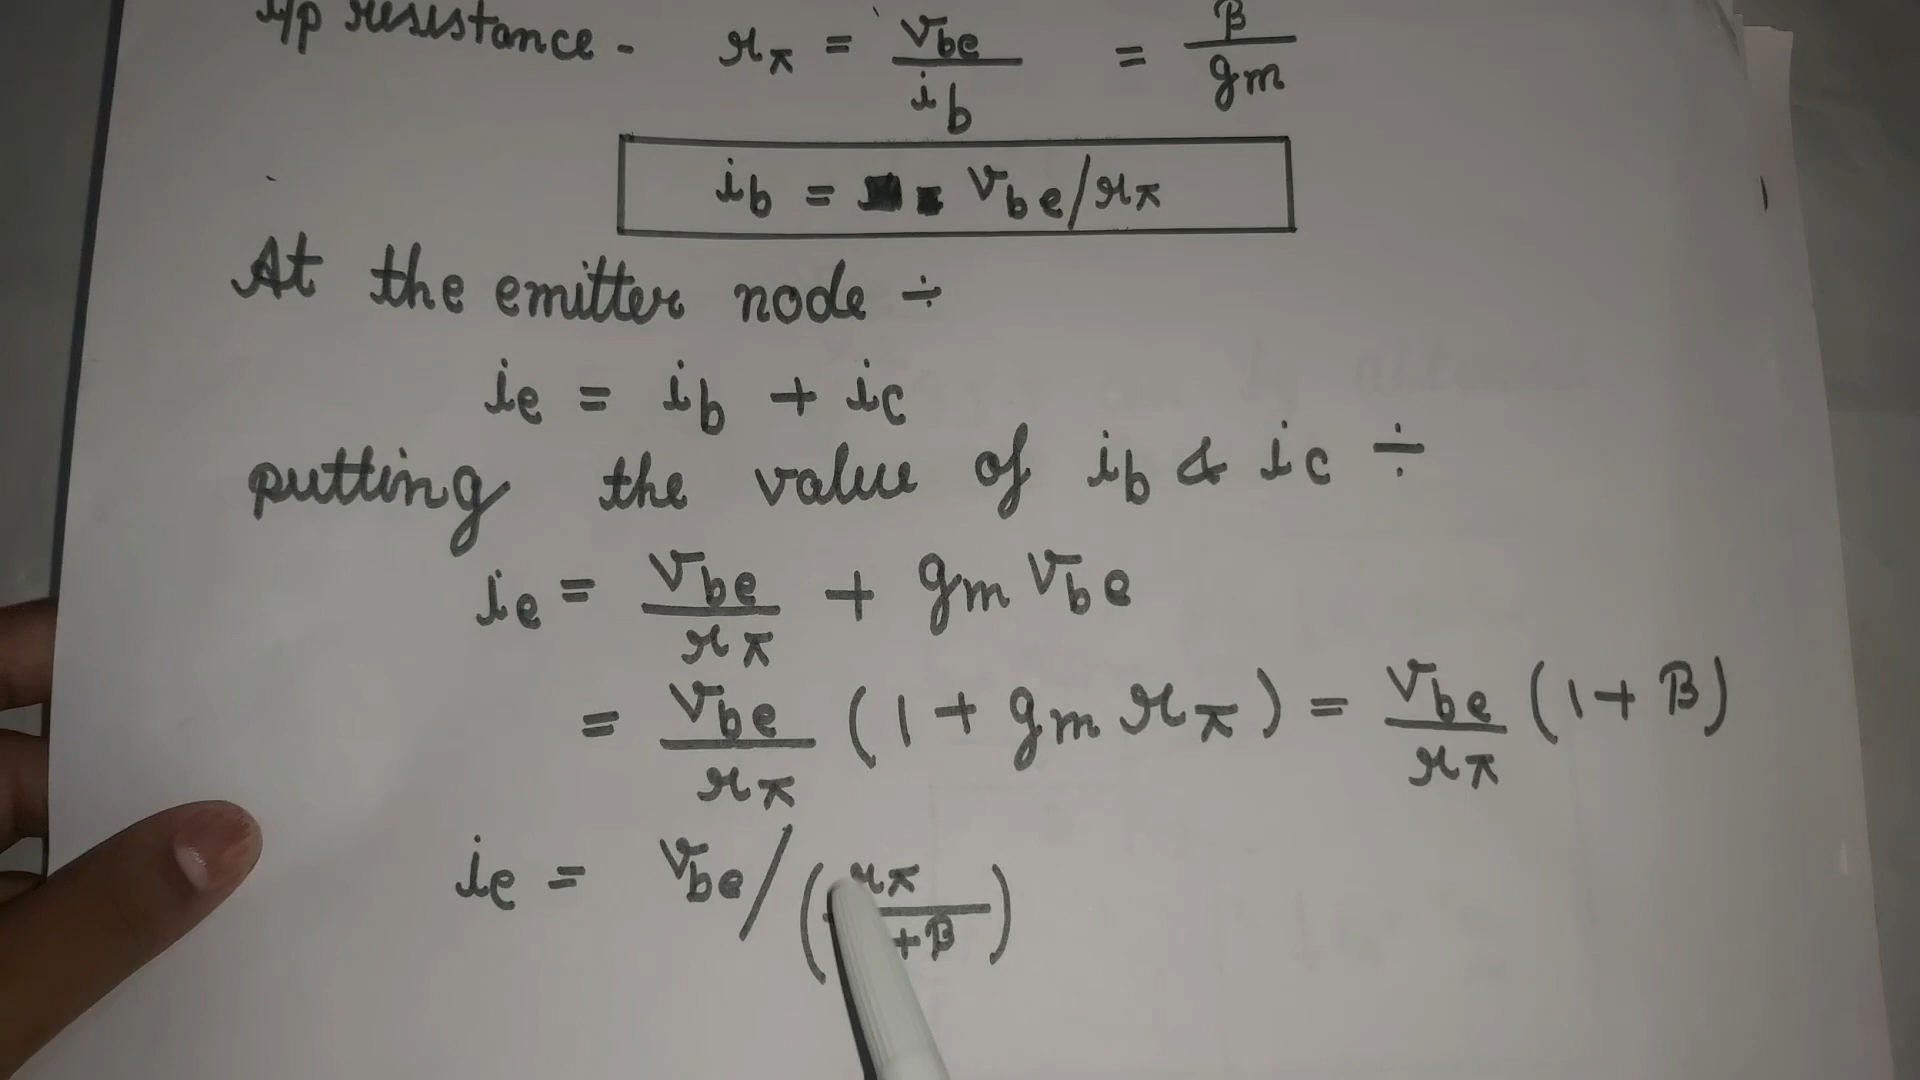 i/p resistance - rπ = vbe / ib = β / gm
ib = vbe/rπ
At the emitter node ÷
ie = ib + ic
putting the value of ib & ic ÷
ie = vbe / rπ + gm vbe
= vbe / rπ (1 + gm rπ) = vbe / rπ (1 + β)
ie = vbe / (rπ / +β)